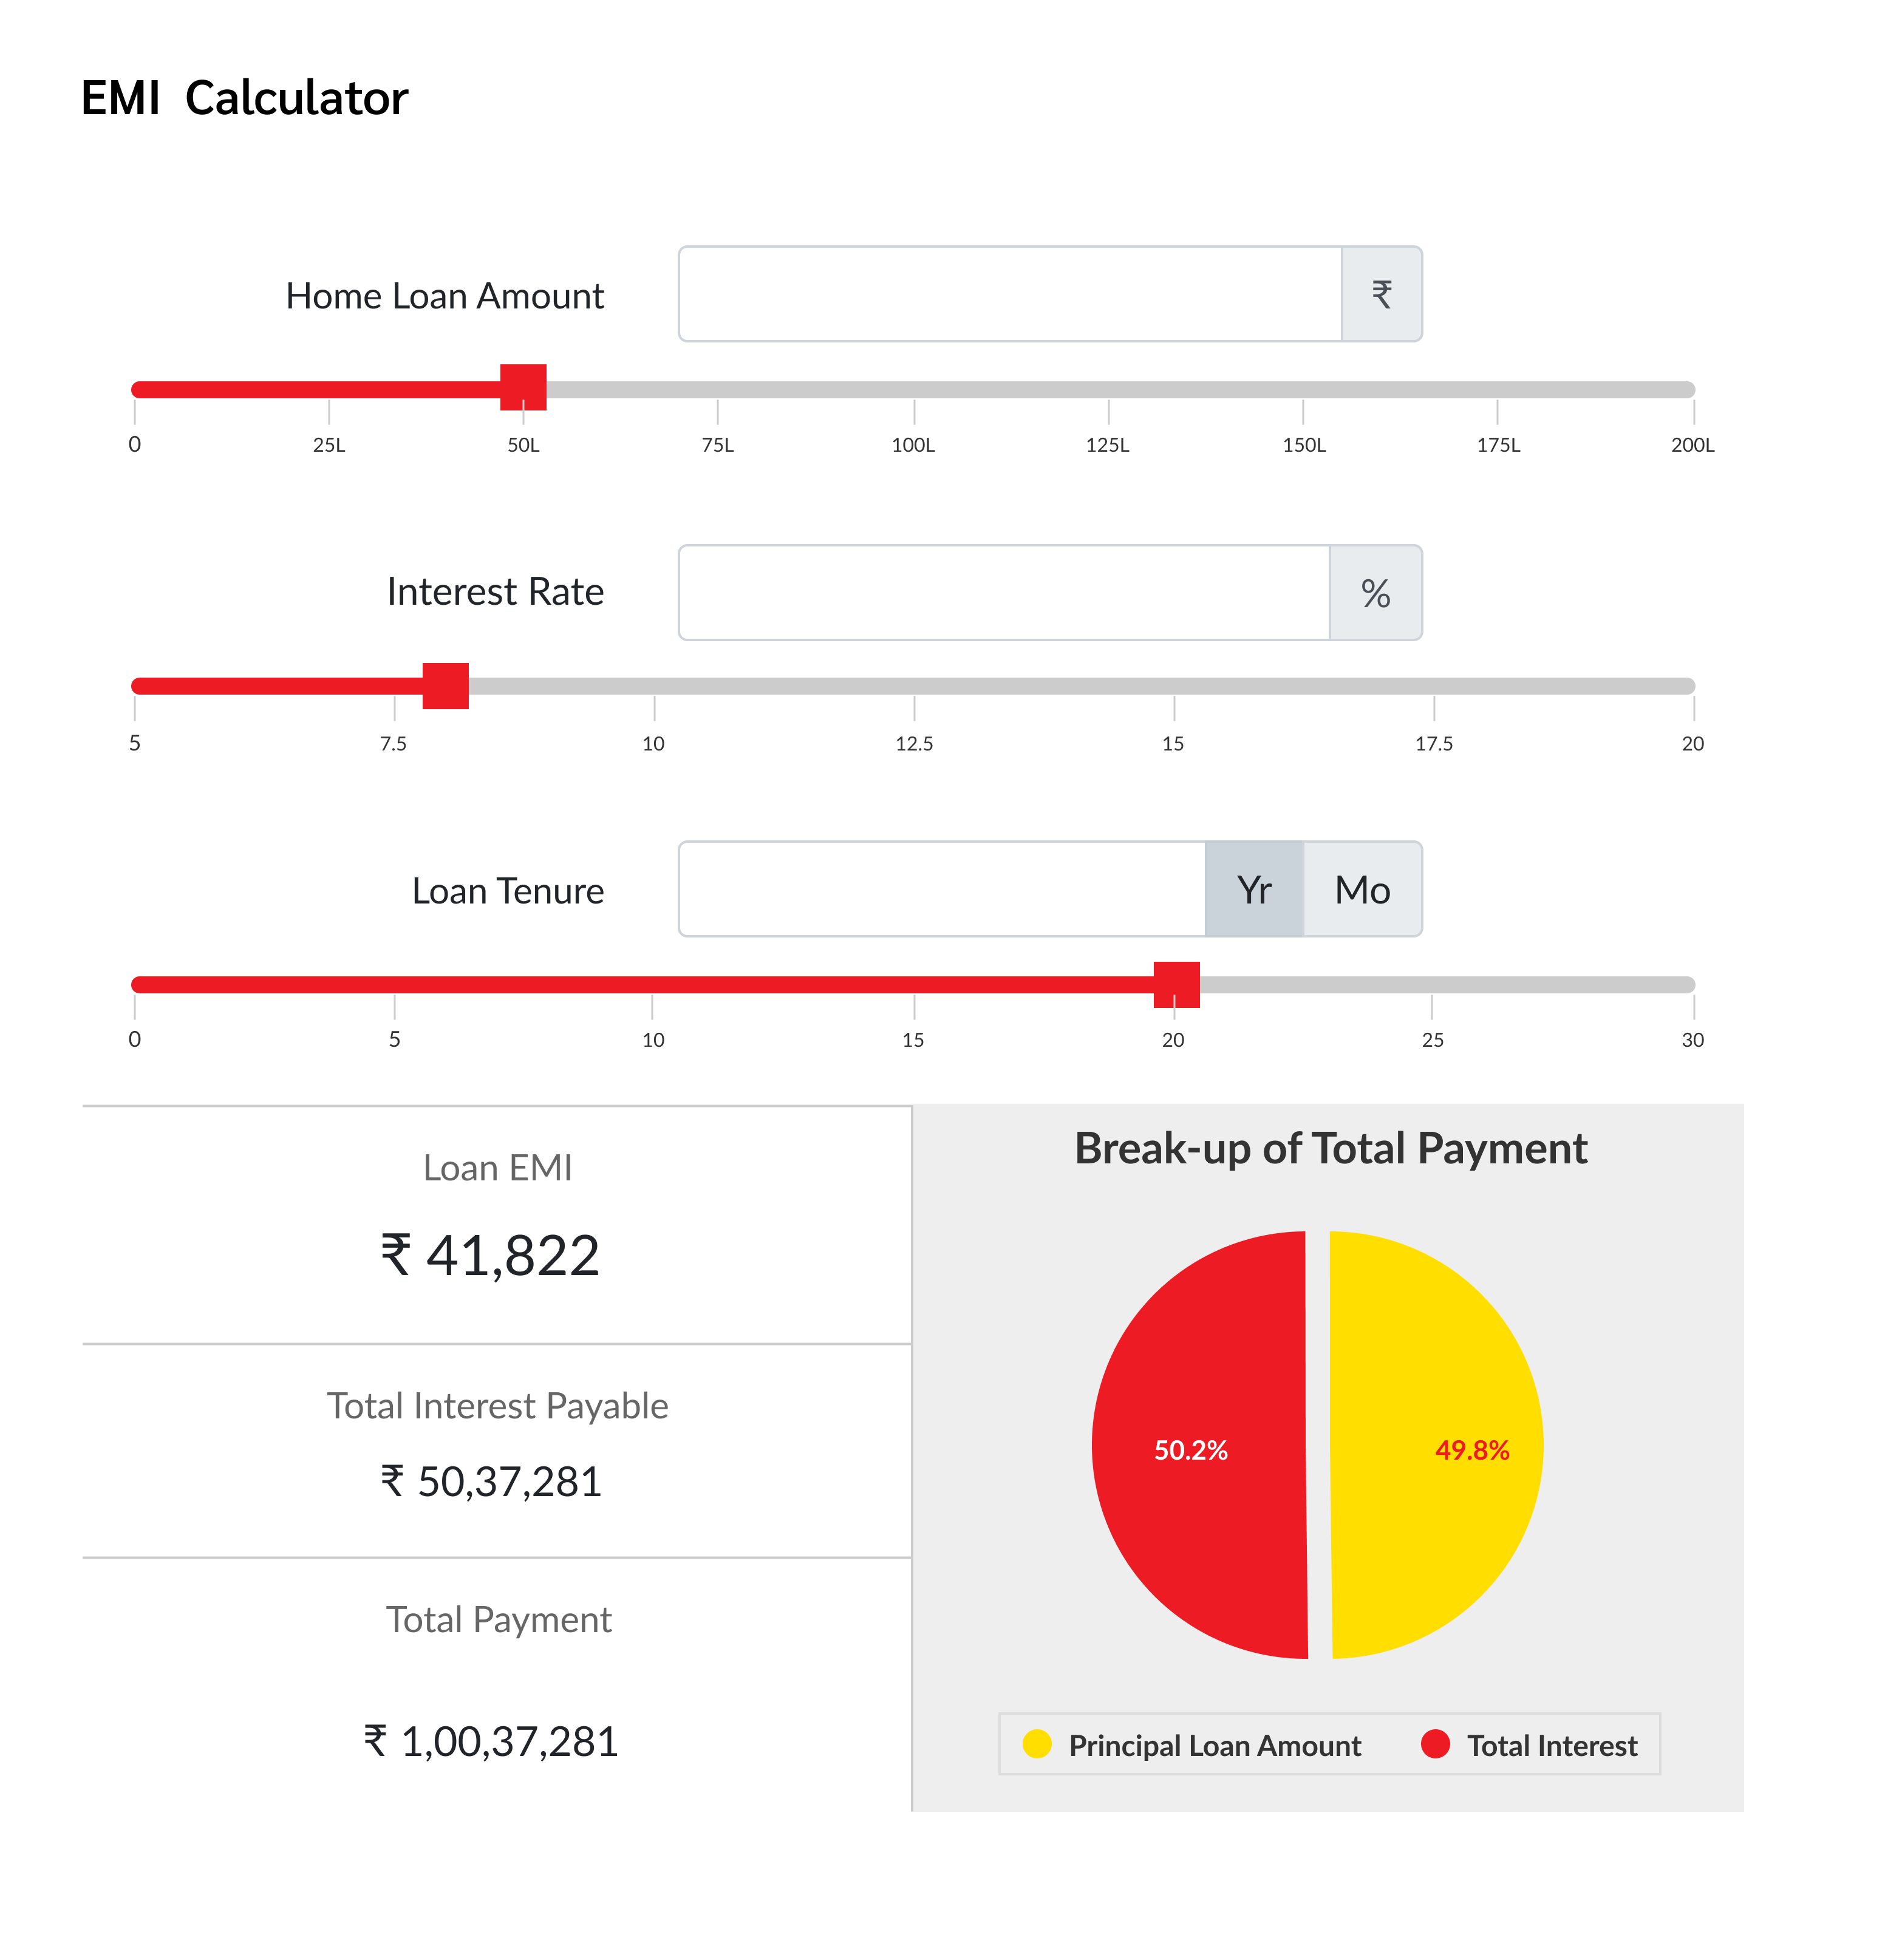 EMI Calculator
Home Loan Amount ₹
0 25L 50L 75L 100L 125L 150L 175L 200L
Interest Rate %
5 7.5 10 12.5 15 17.5 20
Loan Tenure Yr Mo
0 5 10 15 20 25 30
Loan EMI
₹ 41,822
Total Interest Payable
₹ 50,37,281
Total Payment
₹ 1,00,37,281
Break-up of Total Payment
50.2% 49.8%
Principal Loan Amount Total Interest